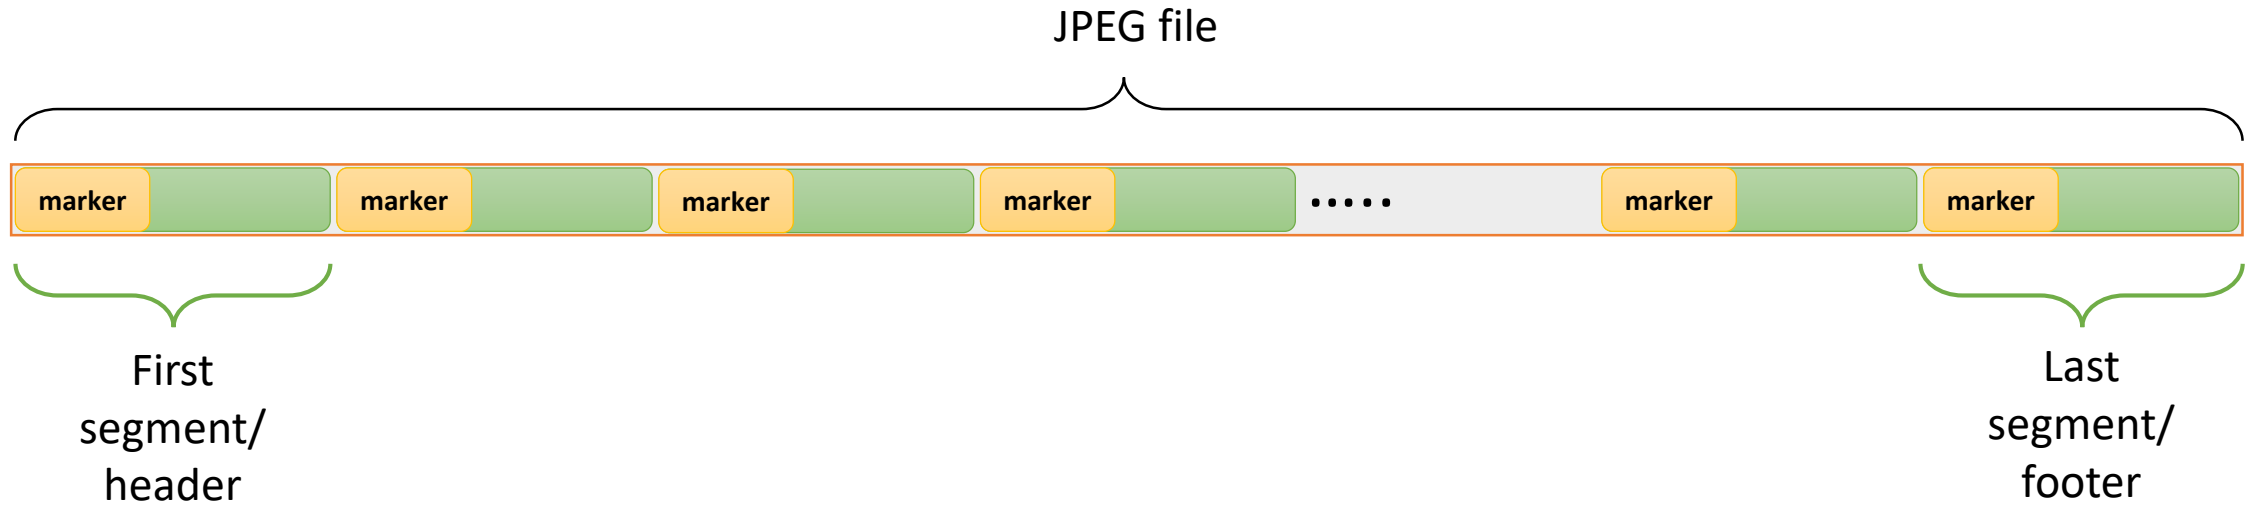 JPEG file
marker marker marker marker ..... marker marker
First
segment/
header
Last
segment/
footer